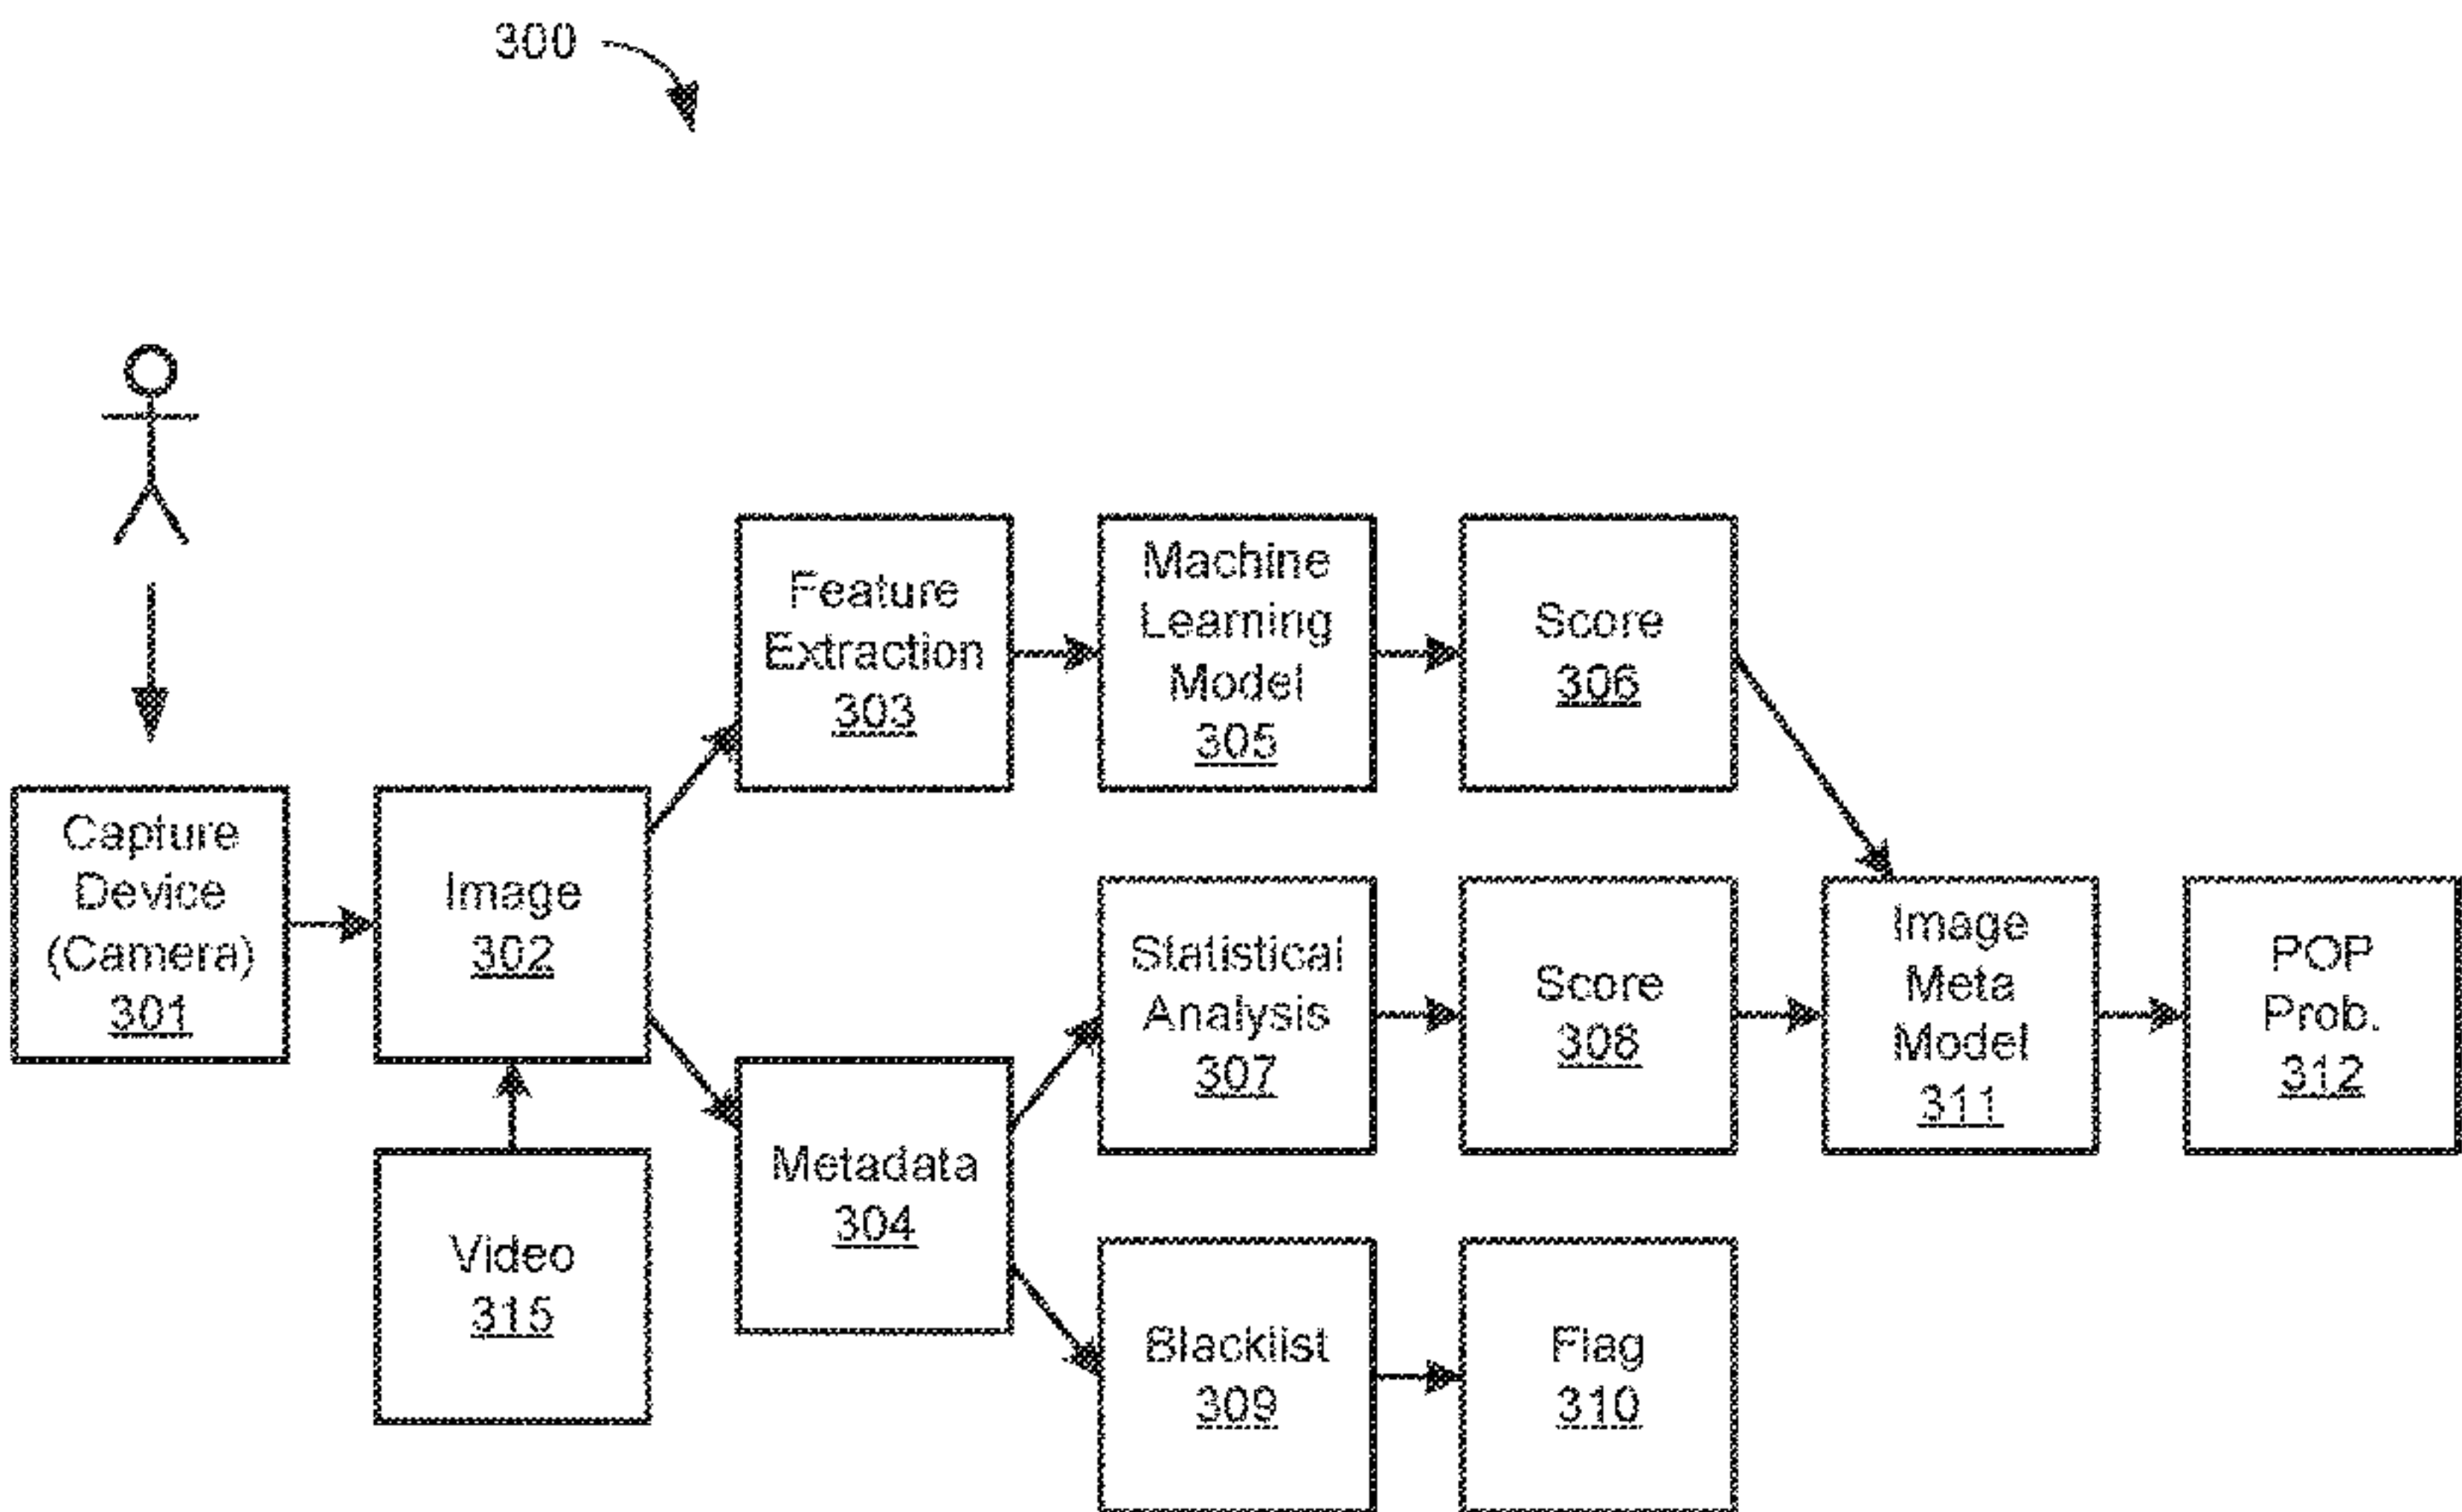 300
Feature
Extraction
303
Machine
Learning
Model
305
Score
306
Capture
Device
(Camera)
301
Image
302
Statistical
Analysis
307
Score
308
Image
Meta
Model
311
POP
Prob.
312
Metadata
304
Video
315
Blacklist
309
Flag
310